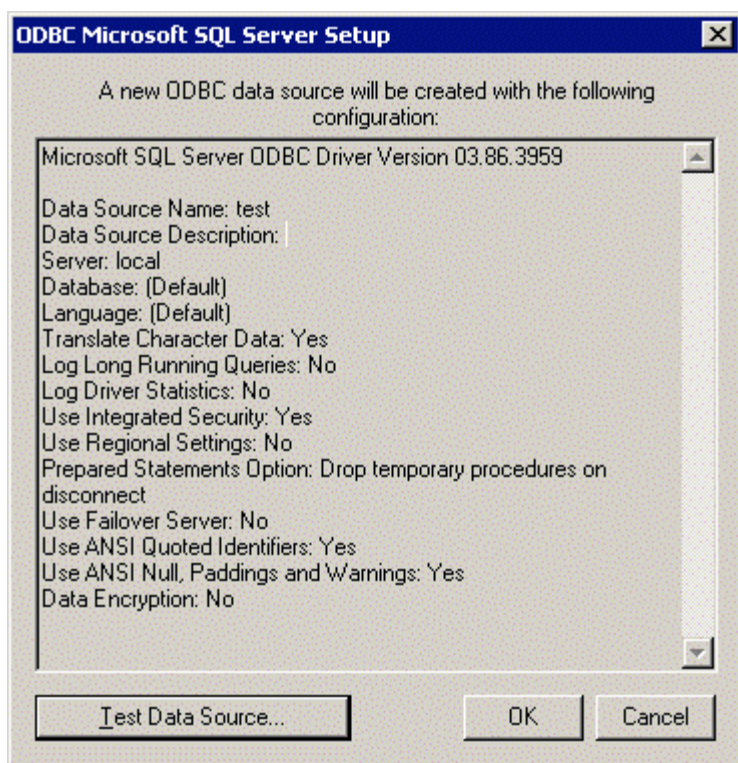 ODBC Microsoft SQL Server Setup
A new ODBC data source will be created with the following
configuration:
Microsoft SQL Server ODBC Driver Version 03.86.3959
Data Source Name: test
Data Source Description:
Server: local
Database: (Default)
Language: (Default)
Translate Character Data: Yes
Log Long Running Queries: No
Log Driver Statistics: No
Use Integrated Security: Yes
Use Regional Settings: No
Prepared Statements Option: Drop temporary procedures on
disconnect
Use Failover Server: No
Use ANSI Quoted Identifiers: Yes
Use ANSI Null, Paddings and Warnings: Yes
Data Encryption: No
Test Data Source...
OK
Cancel